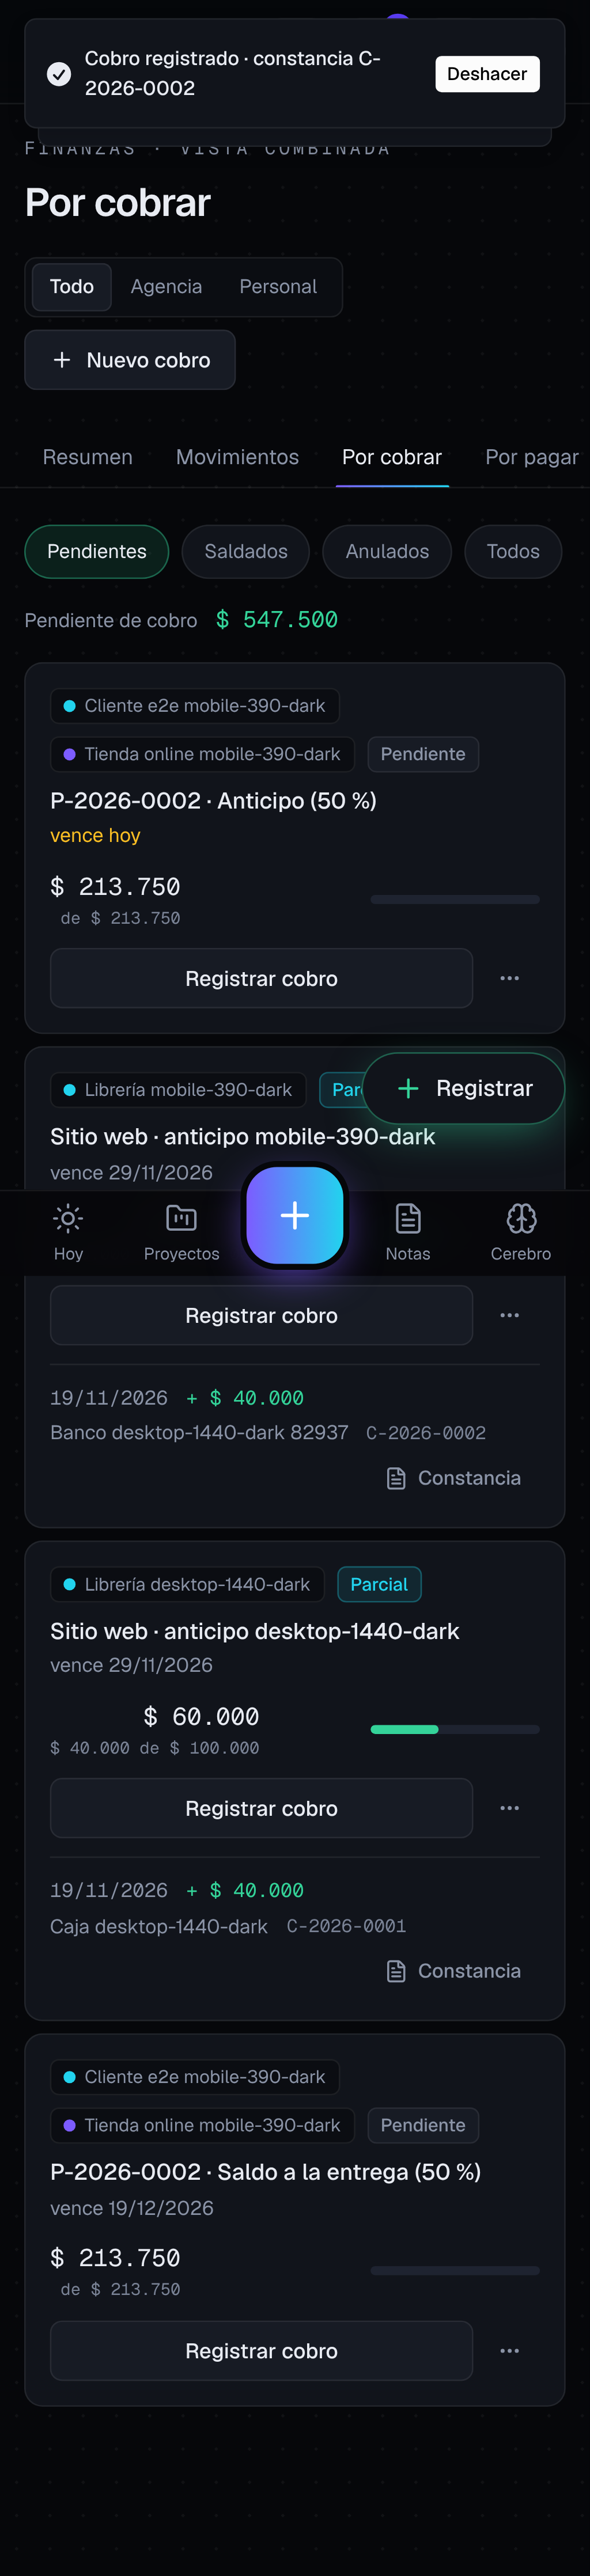 Cobro registrado · constancia C-
2026-0002
Deshacer
FINANZAS · VISTA COMBINADA
Por cobrar
Todo Agencia Personal
+ Nuevo cobro
Resumen Movimientos Por cobrar Por pagar
Pendientes Saldados Anulados Todos
Pendiente de cobro $ 547.500
Cliente e2e mobile-390-dark
Tienda online mobile-390-dark Pendiente
P-2026-0002 · Anticipo (50 %)
vence hoy
$ 213.750
de $ 213.750
Registrar cobro ···
Librería mobile-390-dark
+ Registrar
Sitio web · anticipo mobile-390-dark
vence 29/11/2026
Hoy Proyectos + Notas Cerebro
Registrar cobro ···
19/11/2026 + $ 40.000
Banco desktop-1440-dark 82937 C-2026-0002
Constancia
Librería desktop-1440-dark Parcial
Sitio web · anticipo desktop-1440-dark
vence 29/11/2026
$ 60.000
$ 40.000 de $ 100.000
Registrar cobro ···
19/11/2026 + $ 40.000
Caja desktop-1440-dark C-2026-0001
Constancia
Cliente e2e mobile-390-dark
Tienda online mobile-390-dark Pendiente
P-2026-0002 · Saldo a la entrega (50 %)
vence 19/12/2026
$ 213.750
de $ 213.750
Registrar cobro ···